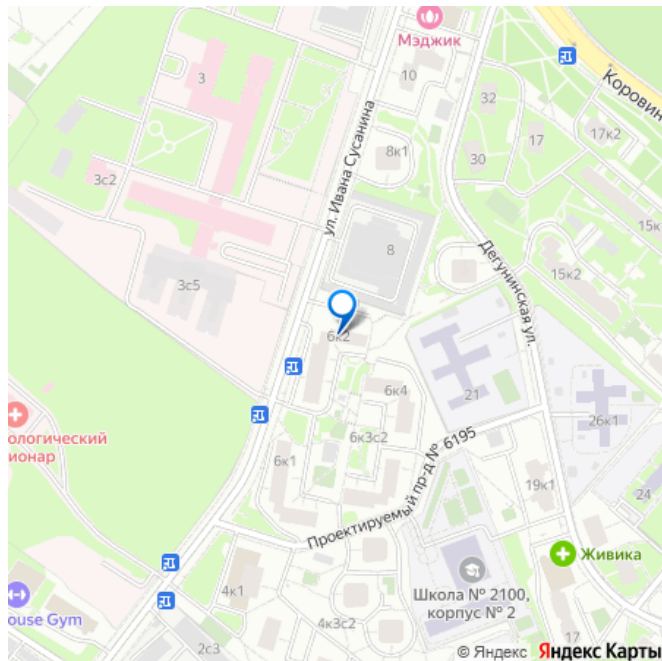 Мэджик
Коровин
3
10
32
17
17к2
8к1
30
15к
3с2
ул. Ивана Сусанина
8
Дегунинская ул.
15к2
3с5
6к2
21
6к4
26к1
ологический
ионар
6к3с2
6к1
Проектируемый пр-д № 6195
19к1
24
Живика
4к1
Школа № 2100,
корпус № 2
ouse Gym
4к3с2
17
2с3
© Яндекс Яндекс Карты